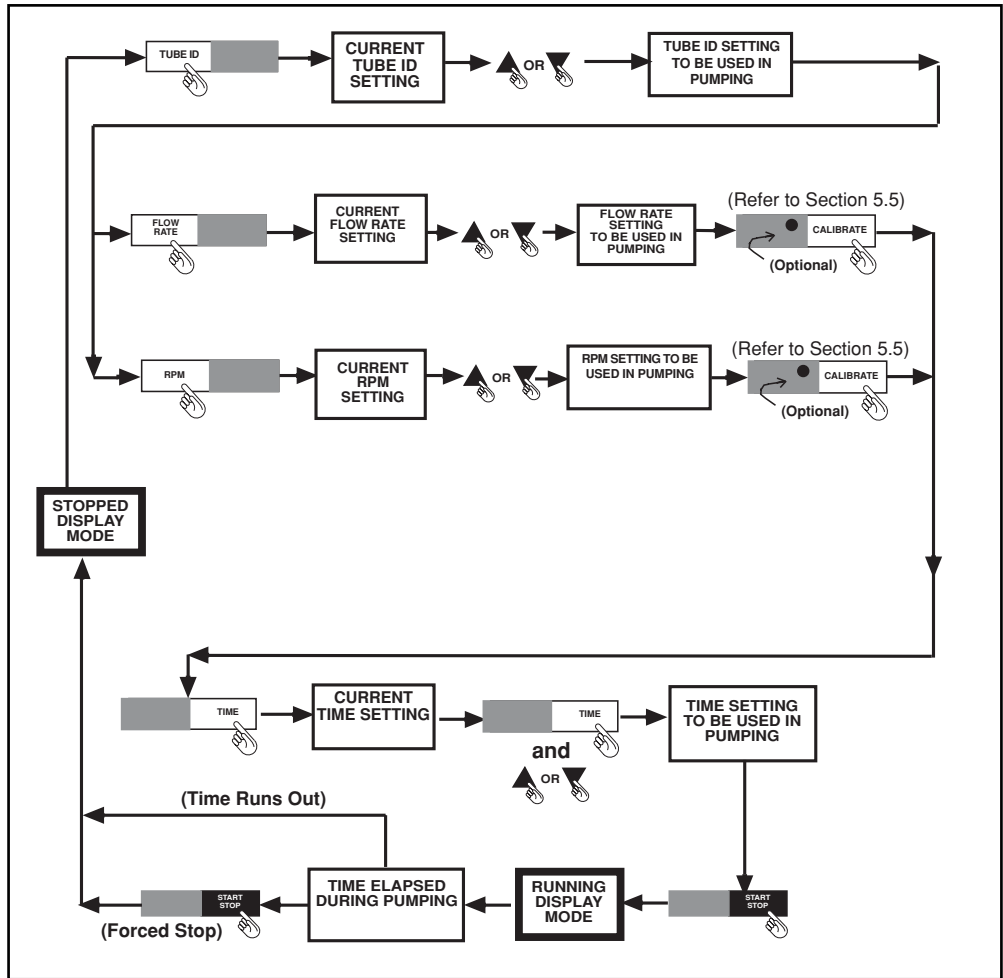 TUBE ID
CURRENT
TUBE ID
SETTING
OR
TUBE ID SETTING
TO BE USED IN
PUMPING
FLOW
RATE
CURRENT
FLOW RATE
SETTING
OR
FLOW RATE
SETTING
TO BE USED IN
PUMPING
(Refer to Section 5.5)
CALIBRATE
(Optional)
RPM
CURRENT
RPM
SETTING
OR
RPM SETTING TO BE
USED IN PUMPING
(Refer to Section 5.5)
CALIBRATE
(Optional)
STOPPED
DISPLAY
MODE
TIME
CURRENT
TIME SETTING
TIME
and
OR
TIME SETTING
TO BE USED IN
PUMPING
(Time Runs Out)
START
STOP
(Forced Stop)
TIME ELAPSED
DURING PUMPING
RUNNING
DISPLAY
MODE
START
STOP